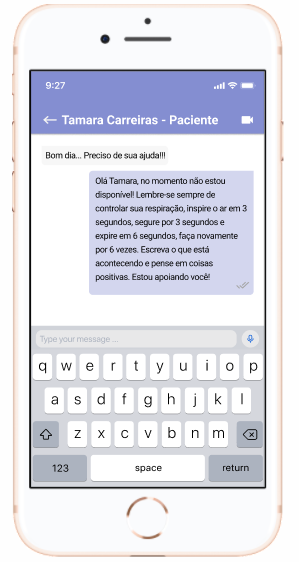 9:27
Tamara Carreiras - Paciente
Bom dia... Preciso de sua ajuda!!!
Olá Tamara, no momento não estou
disponível! Lembre-se sempre de
controlar sua respiração, inspire o ar em 3
segundos, segure por 3 segundos e
expire em 6 segundos, faça novamente
por 6 vezes. Escreva o que está
acontecendo e pense em coisas
positivas. Estou apoiando você!
Type your message ...
q w e r t y u i o p
a s d f g h j k l
z x c v b n m
123 space return